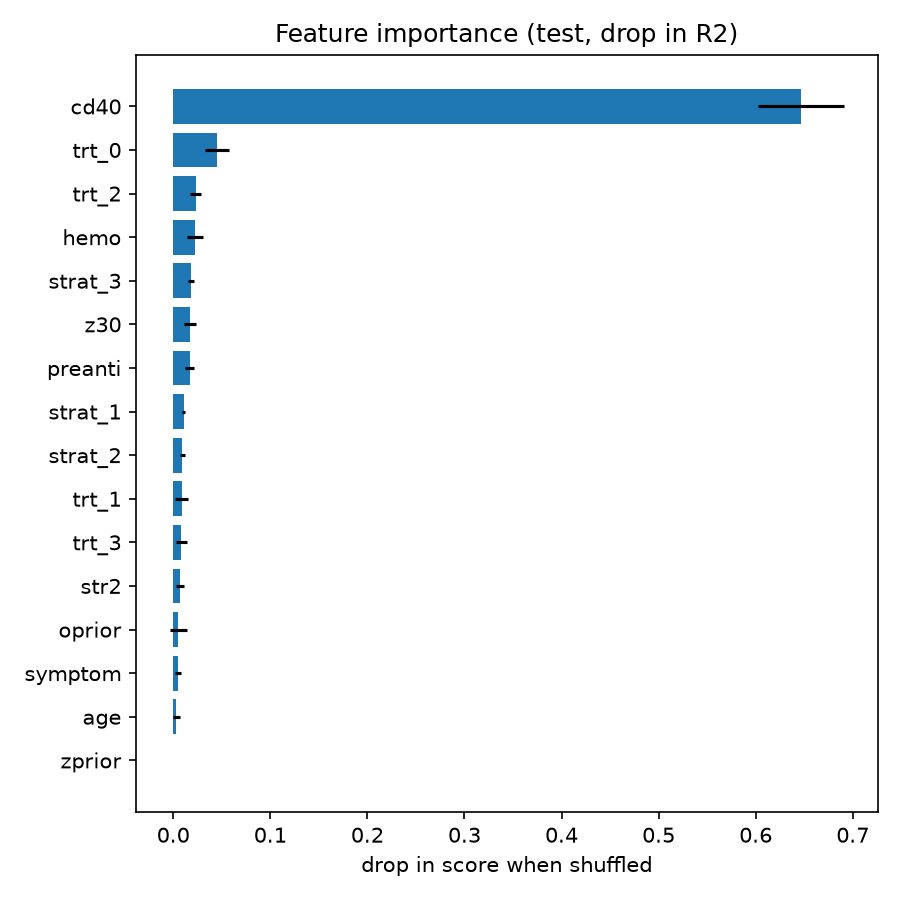 Feature importance (test, drop in R2)
cd40
trt_0
trt_2
hemo
strat_3
z30
preanti
strat_1
strat_2
trt_1
trt_3
str2
oprior
symptom
age
zprior
0.0 0.1 0.2 0.3 0.4 0.5 0.6 0.7
drop in score when shuffled